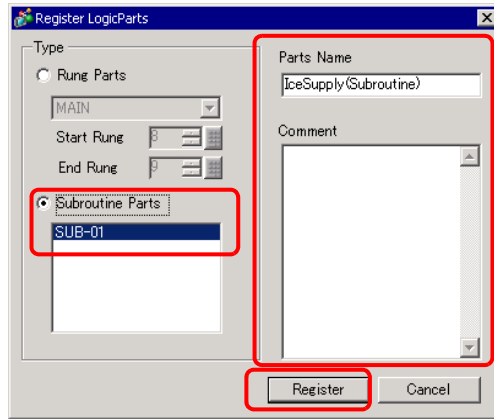 Register LogicParts
Type
Rung Parts
MAIN
Start Rung 8
End Rung 9
Subroutine Parts
SUB-01
Parts Name
IceSupply(Subroutine)
Comment
Register
Cancel